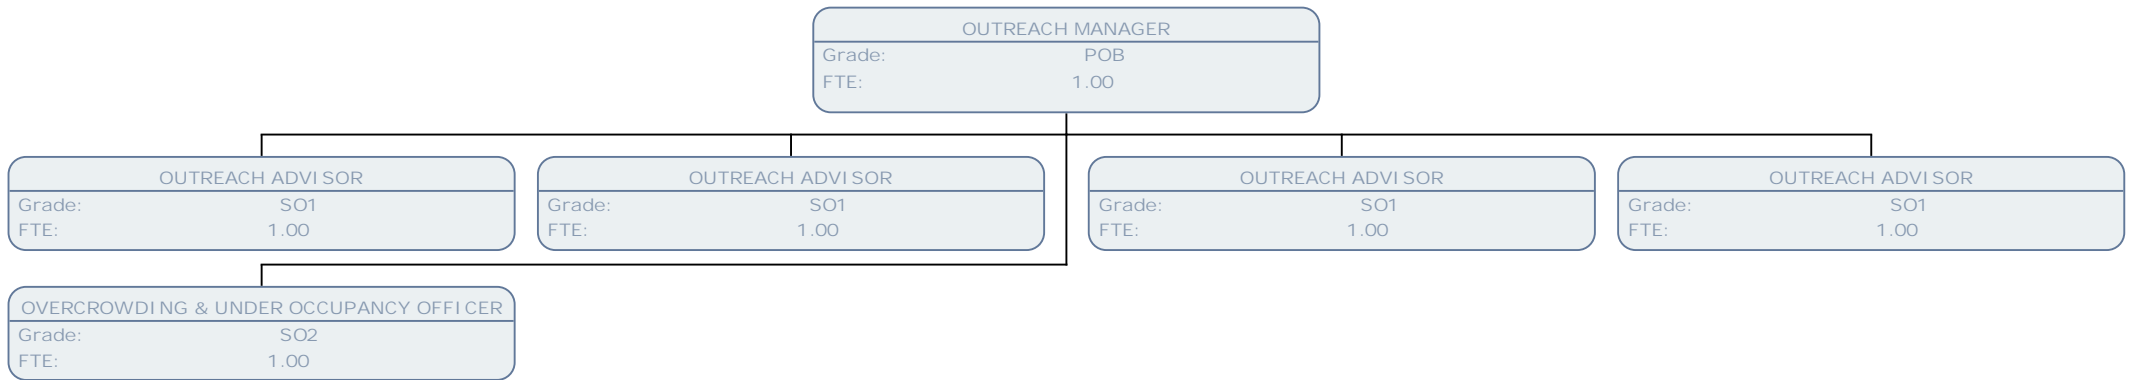 OUTREACH MANAGER
Grade: POB
FTE: 1.00
OUTREACH ADVISOR
Grade: SO1
FTE: 1.00
OUTREACH ADVISOR
Grade: SO1
FTE: 1.00
OUTREACH ADVISOR
Grade: SO1
FTE: 1.00
OUTREACH ADVISOR
Grade: SO1
FTE: 1.00
OVERCROWDING & UNDER OCCUPANCY OFFICER
Grade: SO2
FTE: 1.00